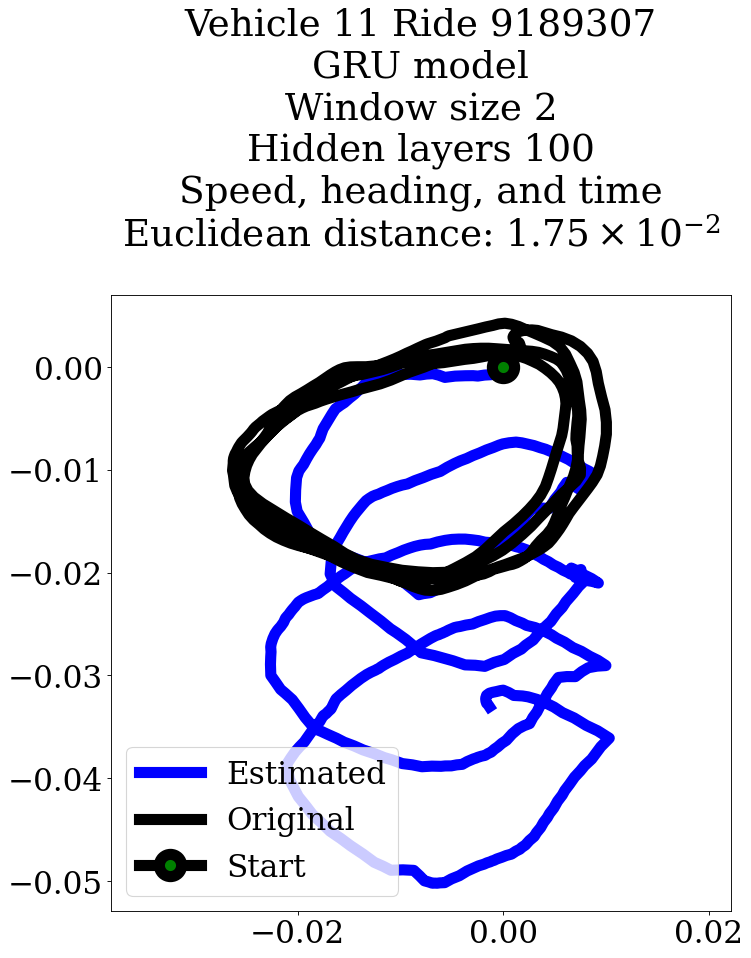 Vehicle 11 Ride 9189307
GRU model
Window size 2
Hidden layers 100
Speed, heading, and time
Euclidean distance: 1.75 × 10⁻²
0.00
−0.01
−0.02
−0.03
−0.04
−0.05
Estimated
Original
Start
−0.02
0.00
0.02